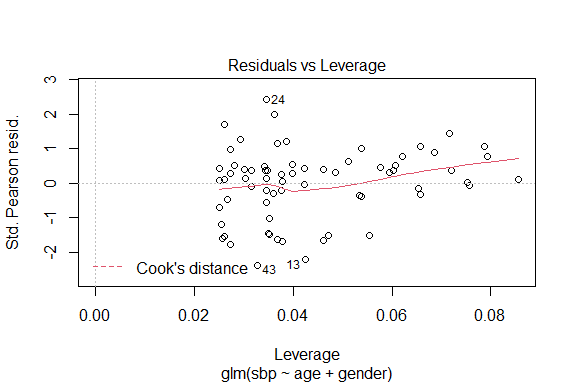 Residuals vs Leverage
Std. Pearson resid.
3
2
1
0
-1
-2
24
43
13
Cook's distance
0.00 0.02 0.04 0.06 0.08
Leverage
glm(sbp ~ age + gender)